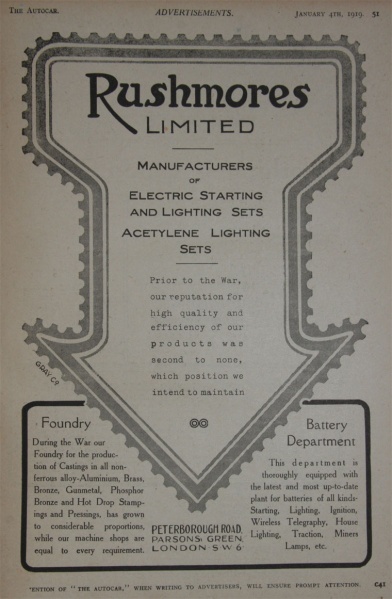 THE AUTOCAR.
ADVERTISEMENTS.
JANUARY 4TH, 1919. 51
Rushmores
LIMITED
MANUFACTURERS
OF
ELECTRIC STARTING
AND LIGHTING SETS
ACETYLENE LIGHTING
SETS
Prior to the War,
our reputation for
high quality and
efficiency of our
products was
second to none,
which position we
intend to maintain
GDAY Co
Foundry
During the War our
Foundry for the produc-
tion of Castings in all non-
ferrous alloy-Aluminium, Brass,
Bronze, Gunmetal, Phosphor
Bronze and Hot Drop Stamp-
ings and Pressings, has grown
to considerable proportions,
while our machine shops are
equal to every requirement.
PETERBOROUGH ROAD,
PARSONS GREEN,
LONDON S·W·6·
Battery
Department
This department is
thoroughly equipped with
the latest and most up-to-date
plant for batteries of all kinds-
Starting, Lighting, Ignition,
Wireless Telegraphy, House
Lighting, Traction, Miners
Lamps, etc.
'ENTION OF "THE AUTOCAR," WHEN WRITING TO ADVERTISERS, WILL ENSURE PROMPT ATTENTION. C41